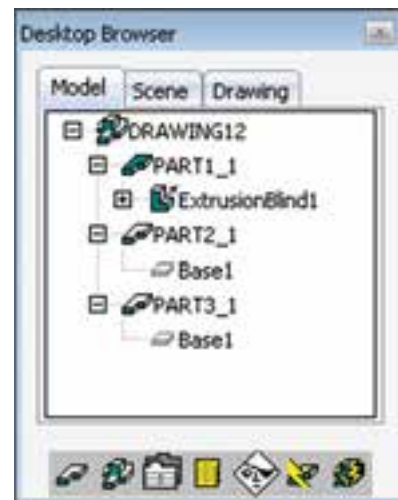 Desktop Browser
Model Scene Drawing
DRAWING12
PART1_1
ExtrusionBlind1
PART2_1
Base1
PART3_1
Base1